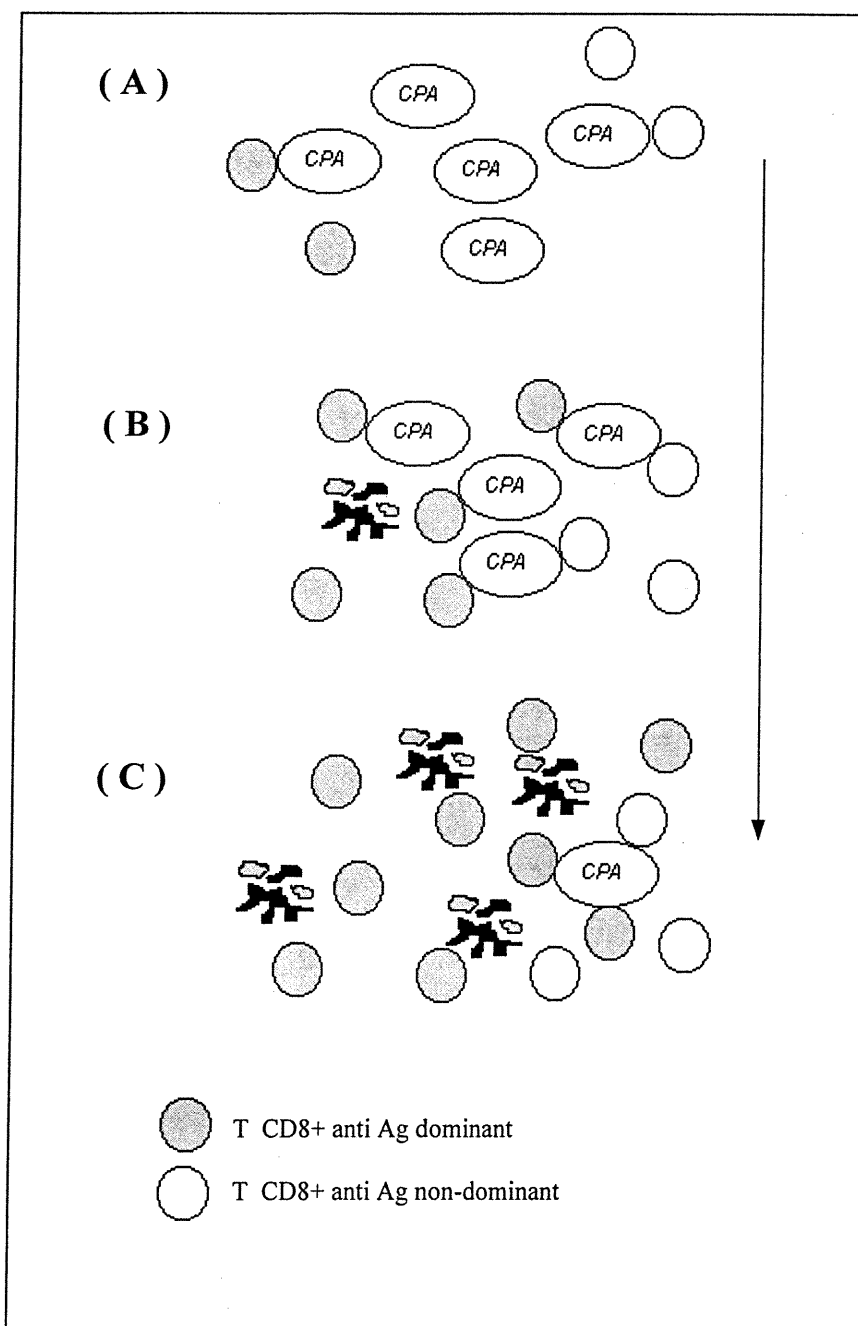 ( A )
CPA
CPA
CPA
CPA
CPA
( B )
CPA
CPA
CPA
CPA
( C )
CPA
T CD8+ anti Ag dominant
T CD8+ anti Ag non-dominant